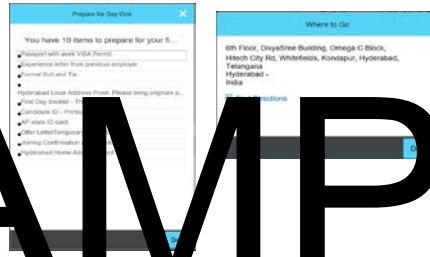 Prepare for Day One
You have 10 items to prepare for your fi...
Passport with work VISA Permit.
Experience letter from previous employer.
Formal Suit and Tie.
Hyderabad Local Address Proof. Please bring originals a...
First Day booklet - Th
Candidate ID - Printo
AP state ID card.
Offer Letter/Temporary
Joining Confirmation
Hyderabad Home Add
Where to Go
6th Floor, DivyaSree Building, Omega C Block,
Hitech City Rd, Whitefields, Kondapur, Hyderabad,
Telangana
Hyderabad -
India
Directions
AMP